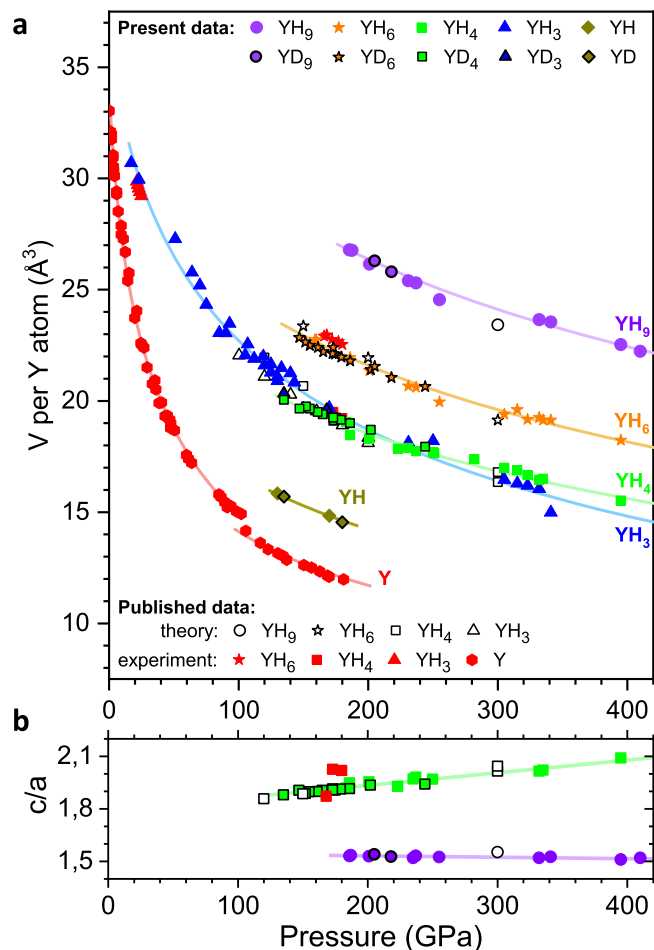 a
Present data: YH₉ YH₆ YH₄ YH₃ YH
YD₉ YD₆ YD₄ YD₃ YD
35
30
25
20
15
10
V per Y atom (Å³)
YH₉
YH₆
YH₄
YH₃
YH
Y
Published data:
theory: YH₉ YH₆ YH₄ YH₃
experiment: YH₆ YH₄ YH₃ Y
0 100 200 300 400
b
2,1
1,8
1,5
c/a
0 100 200 300 400
Pressure (GPa)